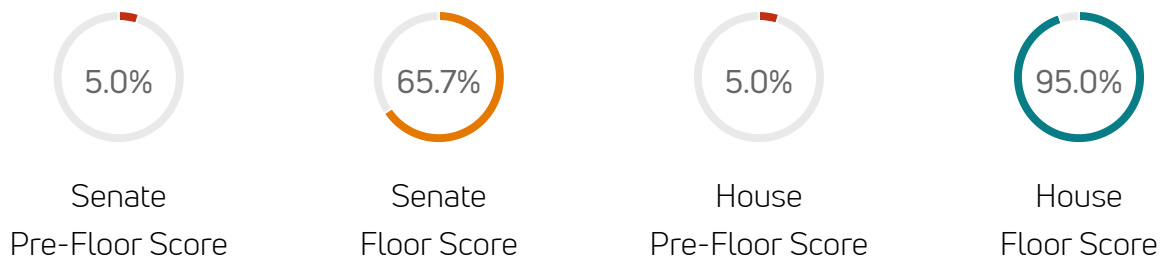 5.0%
Senate
Pre-Floor Score
65.7%
Senate
Floor Score
5.0%
House
Pre-Floor Score
95.0%
House
Floor Score